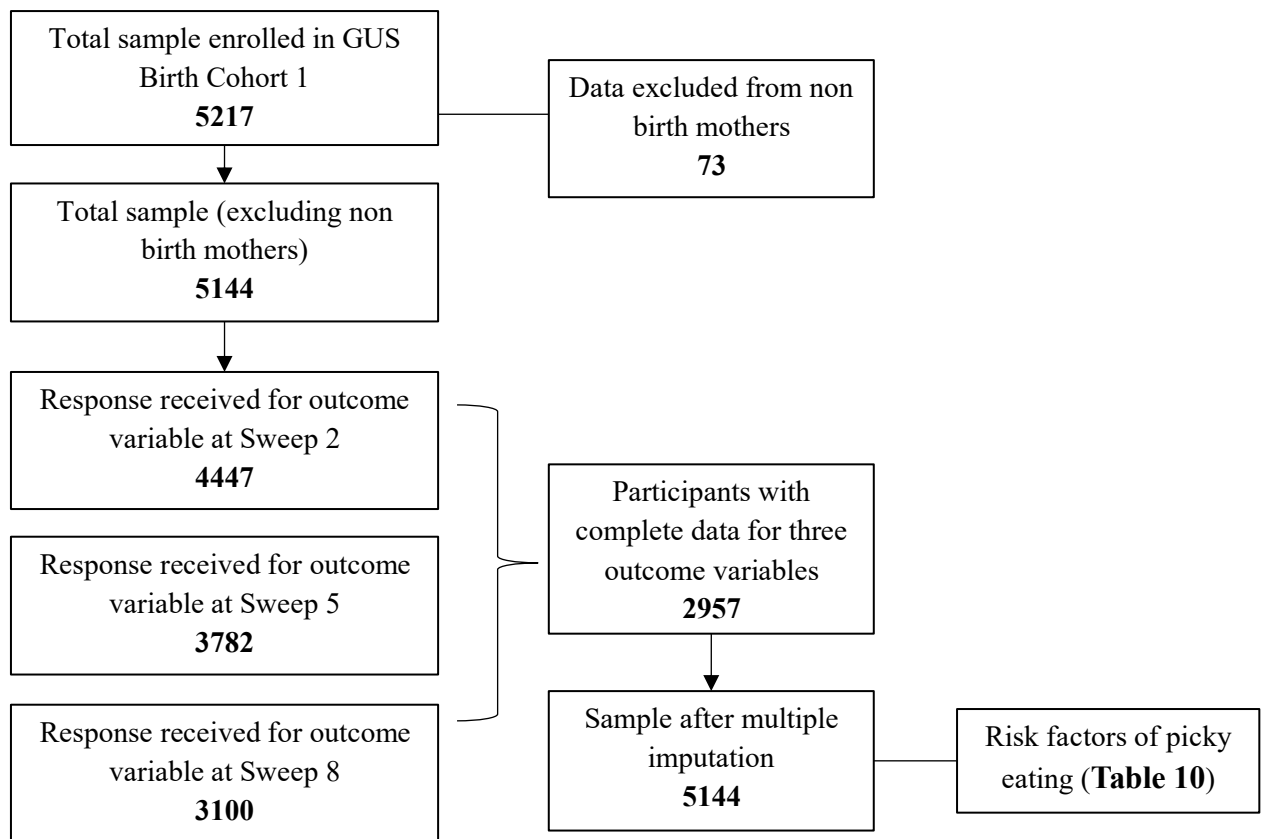 Total sample enrolled in GUS
Birth Cohort 1
5217
Data excluded from non
birth mothers
73
Total sample (excluding non
birth mothers)
5144
Response received for outcome
variable at Sweep 2
4447
Response received for outcome
variable at Sweep 5
3782
Response received for outcome
variable at Sweep 8
3100
Participants with
complete data for three
outcome variables
2957
Sample after multiple
imputation
5144
Risk factors of picky
eating (Table 10)